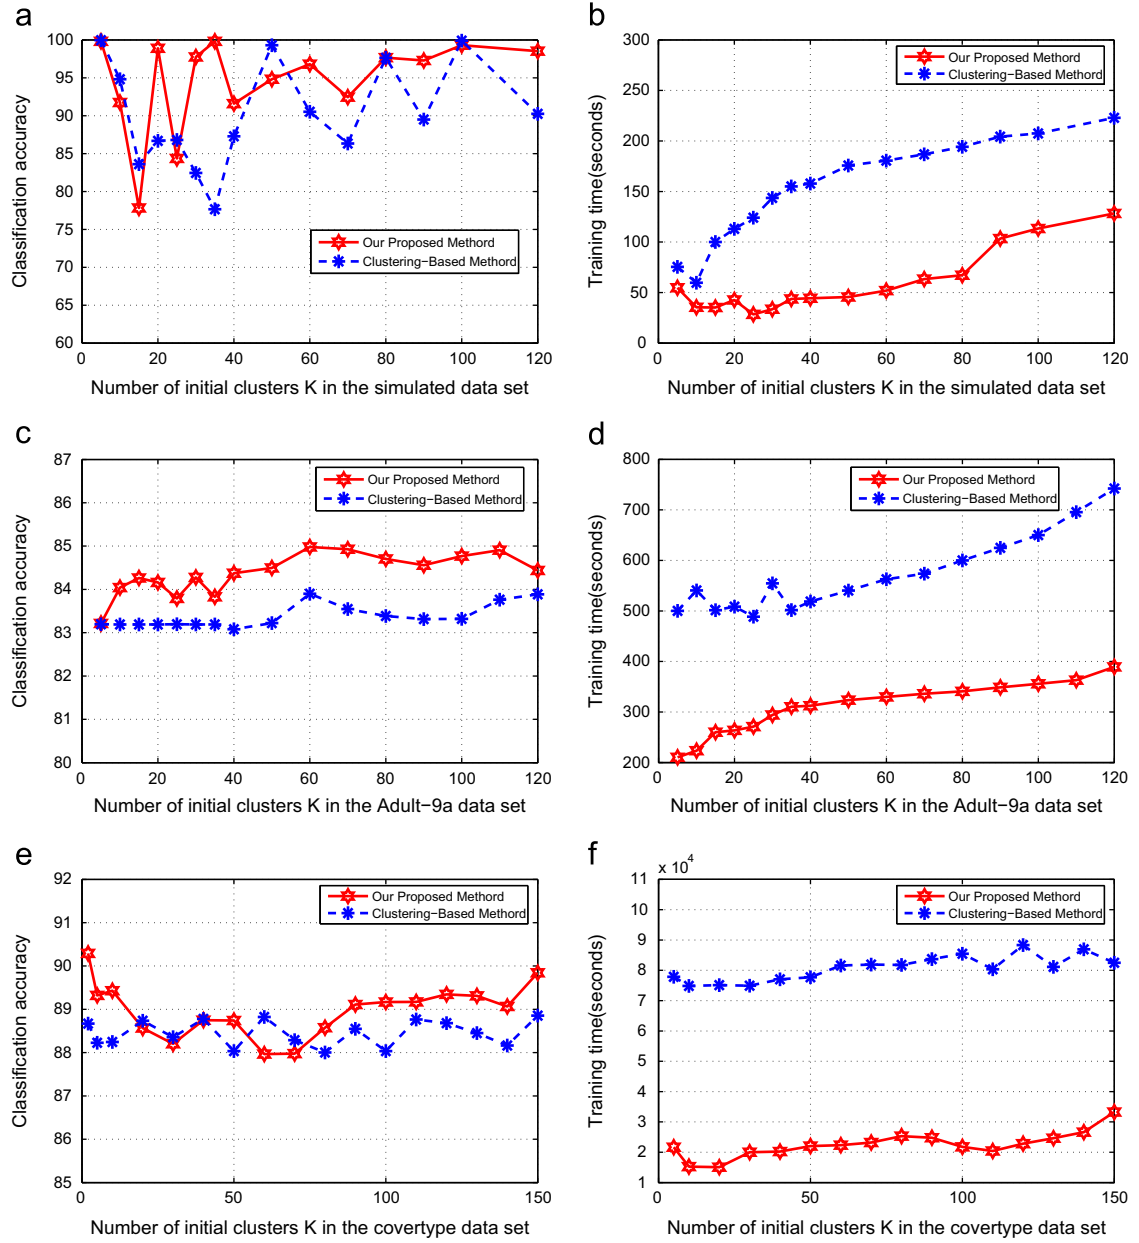 a
100
95
90
85
80
75
70
65
60
0
20
40
60
80
100
120
Classification accuracy
Our Proposed Methord
Clustering-Based Methord
Number of initial clusters K in the simulated data set
b
300
250
200
150
100
50
0
0
20
40
60
80
100
120
Training time(seconds)
Our Proposed Methord
Clustering-Based Methord
Number of initial clusters K in the simulated data set
c
87
86
85
84
83
82
81
80
0
20
40
60
80
100
120
Classification accuracy
Our Proposed Methord
Clustering-Based Methord
Number of initial clusters K in the Adult-9a data set
d
800
700
600
500
400
300
200
0
20
40
60
80
100
120
Training time(seconds)
Our Proposed Methord
Clustering-Based Methord
Number of initial clusters K in the Adult-9a data set
e
92
91
90
89
88
87
86
85
0
50
100
150
Classification accuracy
Our Proposed Methord
Clustering-Based Methord
Number of initial clusters K in the covertype data set
f
x 10^4
11
10
9
8
7
6
5
4
3
2
1
0
50
100
150
Training time(seconds)
Our Proposed Methord
Clustering-Based Methord
Number of initial clusters K in the covertype data set